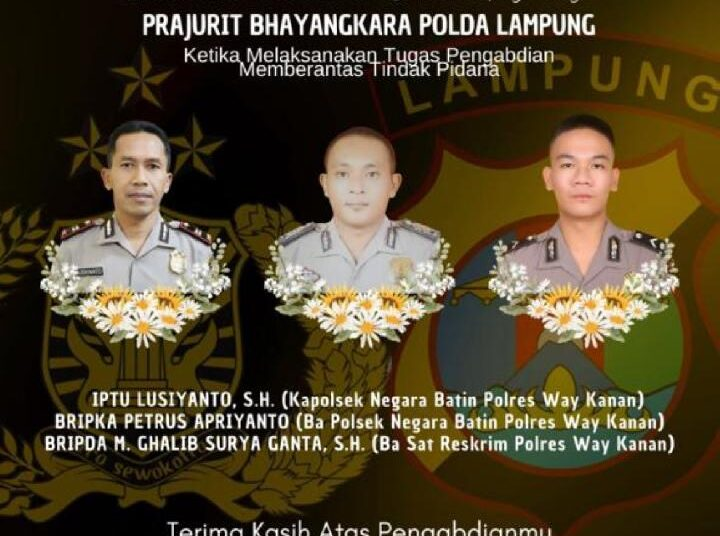 PRAJURIT BHAYANGKARA POLDA LAMPUNG
Ketika Melaksanakan Tugas Pengabdian
Memberantas Tindak Pidana
LAMPUNG
IPTU LUSIYANTO, S.H. (Kapolsek Negara Batin Polres Way Kanan)
BRIPKA PETRUS APRIYANTO (Ba Polsek Negara Batin Polres Way Kanan)
BRIPDA M. GHALIB SURYA GANTA, S.H. (Ba Sat Reskrim Polres Way Kanan)
Terima Kasih Atas Pengabdianmu